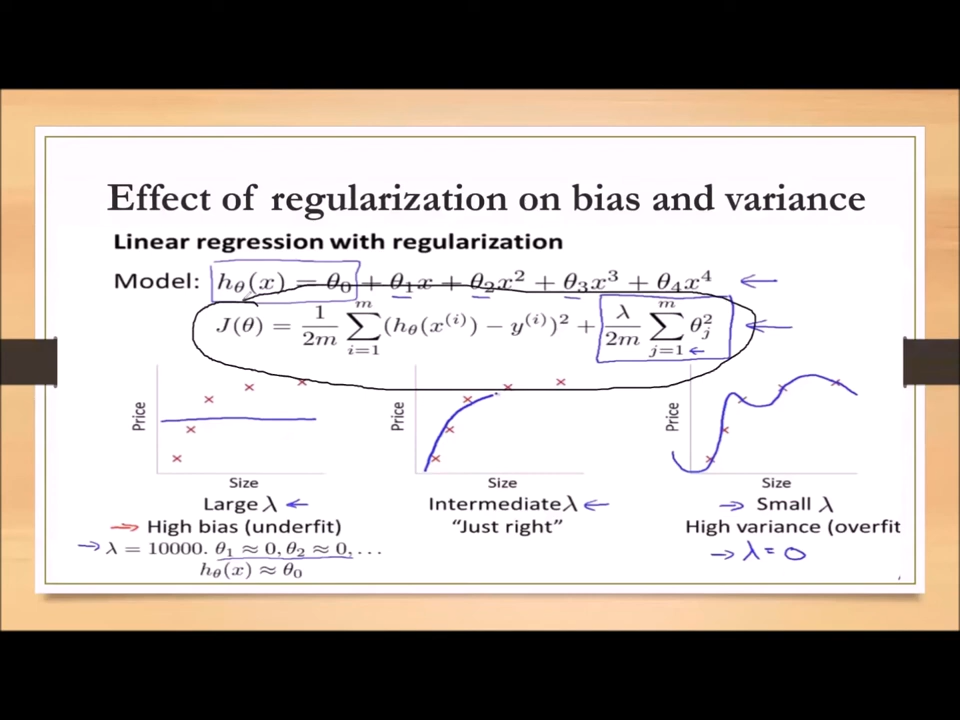 Effect of regularization on bias and variance
Linear regression with regularization
Model: hθ(x) = θ₀ + θ₁x + θ₂x² + θ₃x³ + θ₄x⁴ ←
J(θ) = 1/2m ∑_{i=1}^{m} (hθ(x⁽ⁱ⁾) − y⁽ⁱ⁾)² + λ/2m ∑_{j=1}^{m} θⱼ² ←
Price Price Price
Size Size Size
Large λ ← Intermediate λ ← → Small λ
→ High bias (underfit) “Just right” High variance (overfit
→ λ = 10000. θ₁ ≈ 0, θ₂ ≈ 0, … → λ = 0
hθ(x) ≈ θ₀